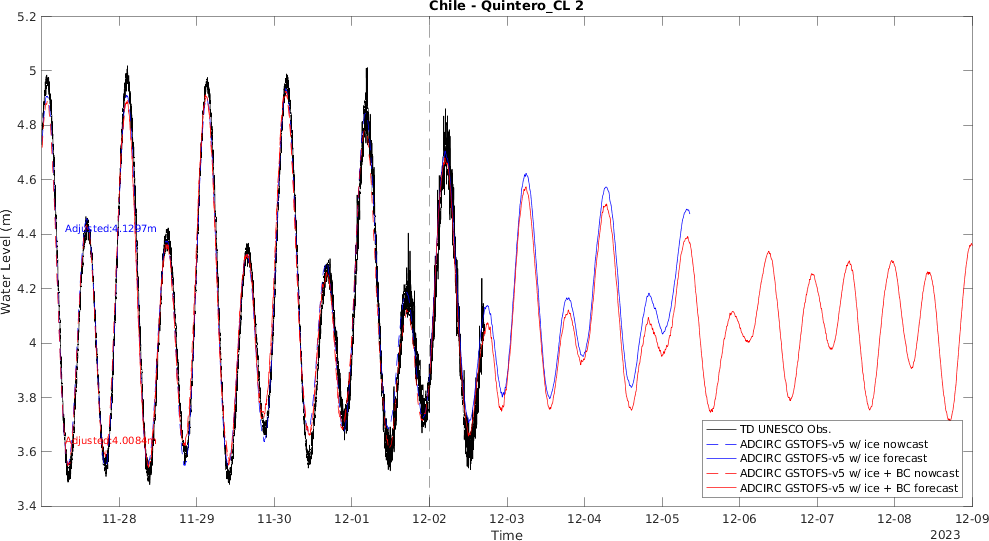 Chile - Quintero_CL 2
5.2
5
4.8
4.6
4.4
4.2
4
3.8
3.6
3.4
Water Level (m)
Adjusted:4.1297m
Adjusted:4.0084m
TD UNESCO Obs.
ADCIRC GSTOFS-v5 w/ ice nowcast
ADCIRC GSTOFS-v5 w/ ice forecast
ADCIRC GSTOFS-v5 w/ ice + BC nowcast
ADCIRC GSTOFS-v5 w/ ice + BC forecast
11-28 11-29 11-30 12-01 12-02 12-03 12-04 12-05 12-06 12-07 12-08 12-09
Time
2023